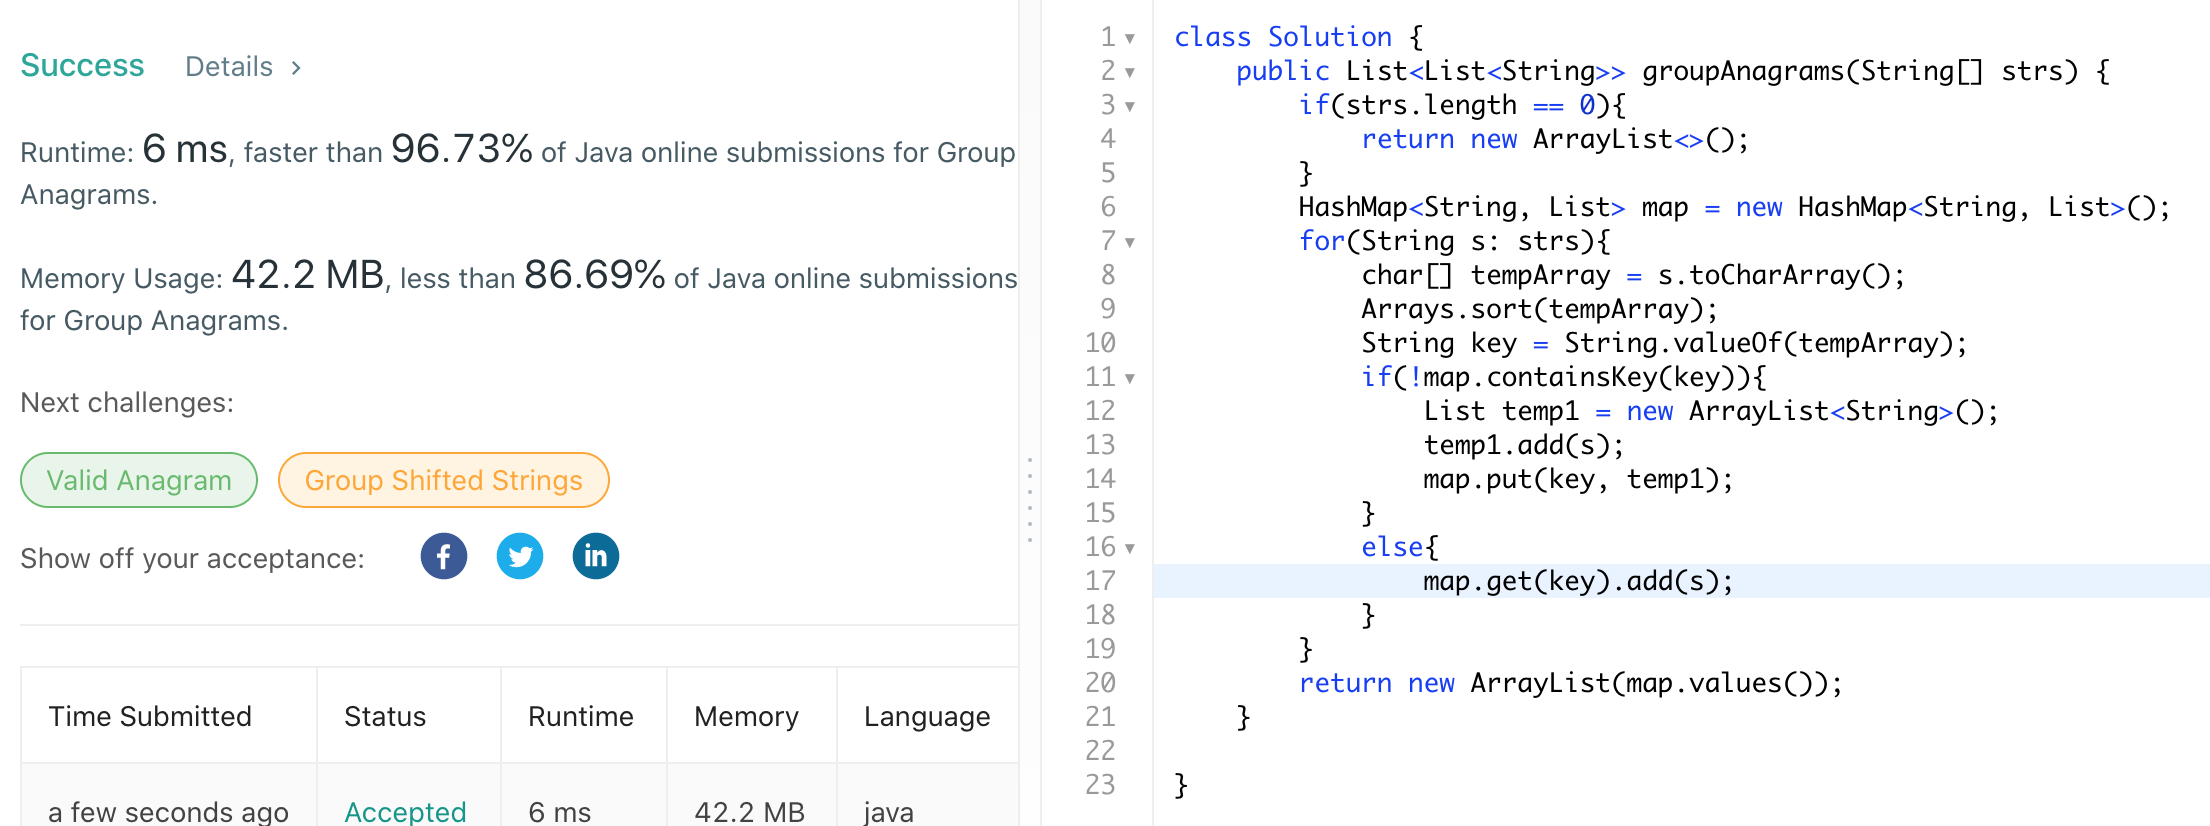 Success Details >
Runtime: 6 ms, faster than 96.73% of Java online submissions for Group
Anagrams.
Memory Usage: 42.2 MB, less than 86.69% of Java online submissions
for Group Anagrams.
Next challenges:
Valid Anagram Group Shifted Strings
Show off your acceptance: f in
Time Submitted Status Runtime Memory Language
a few seconds ago Accepted 6 ms 42.2 MB java
1 class Solution {
2     public List<List<String>> groupAnagrams(String[] strs) {
3         if(strs.length == 0){
4             return new ArrayList<>();
5         }
6         HashMap<String, List> map = new HashMap<String, List>();
7         for(String s: strs){
8             char[] tempArray = s.toCharArray();
9             Arrays.sort(tempArray);
10             String key = String.valueOf(tempArray);
11             if(!map.containsKey(key)){
12                 List temp1 = new ArrayList<String>();
13                 temp1.add(s);
14                 map.put(key, temp1);
15             }
16             else{
17                 map.get(key).add(s);
18             }
19         }
20         return new ArrayList(map.values());
21     }
22
23 }